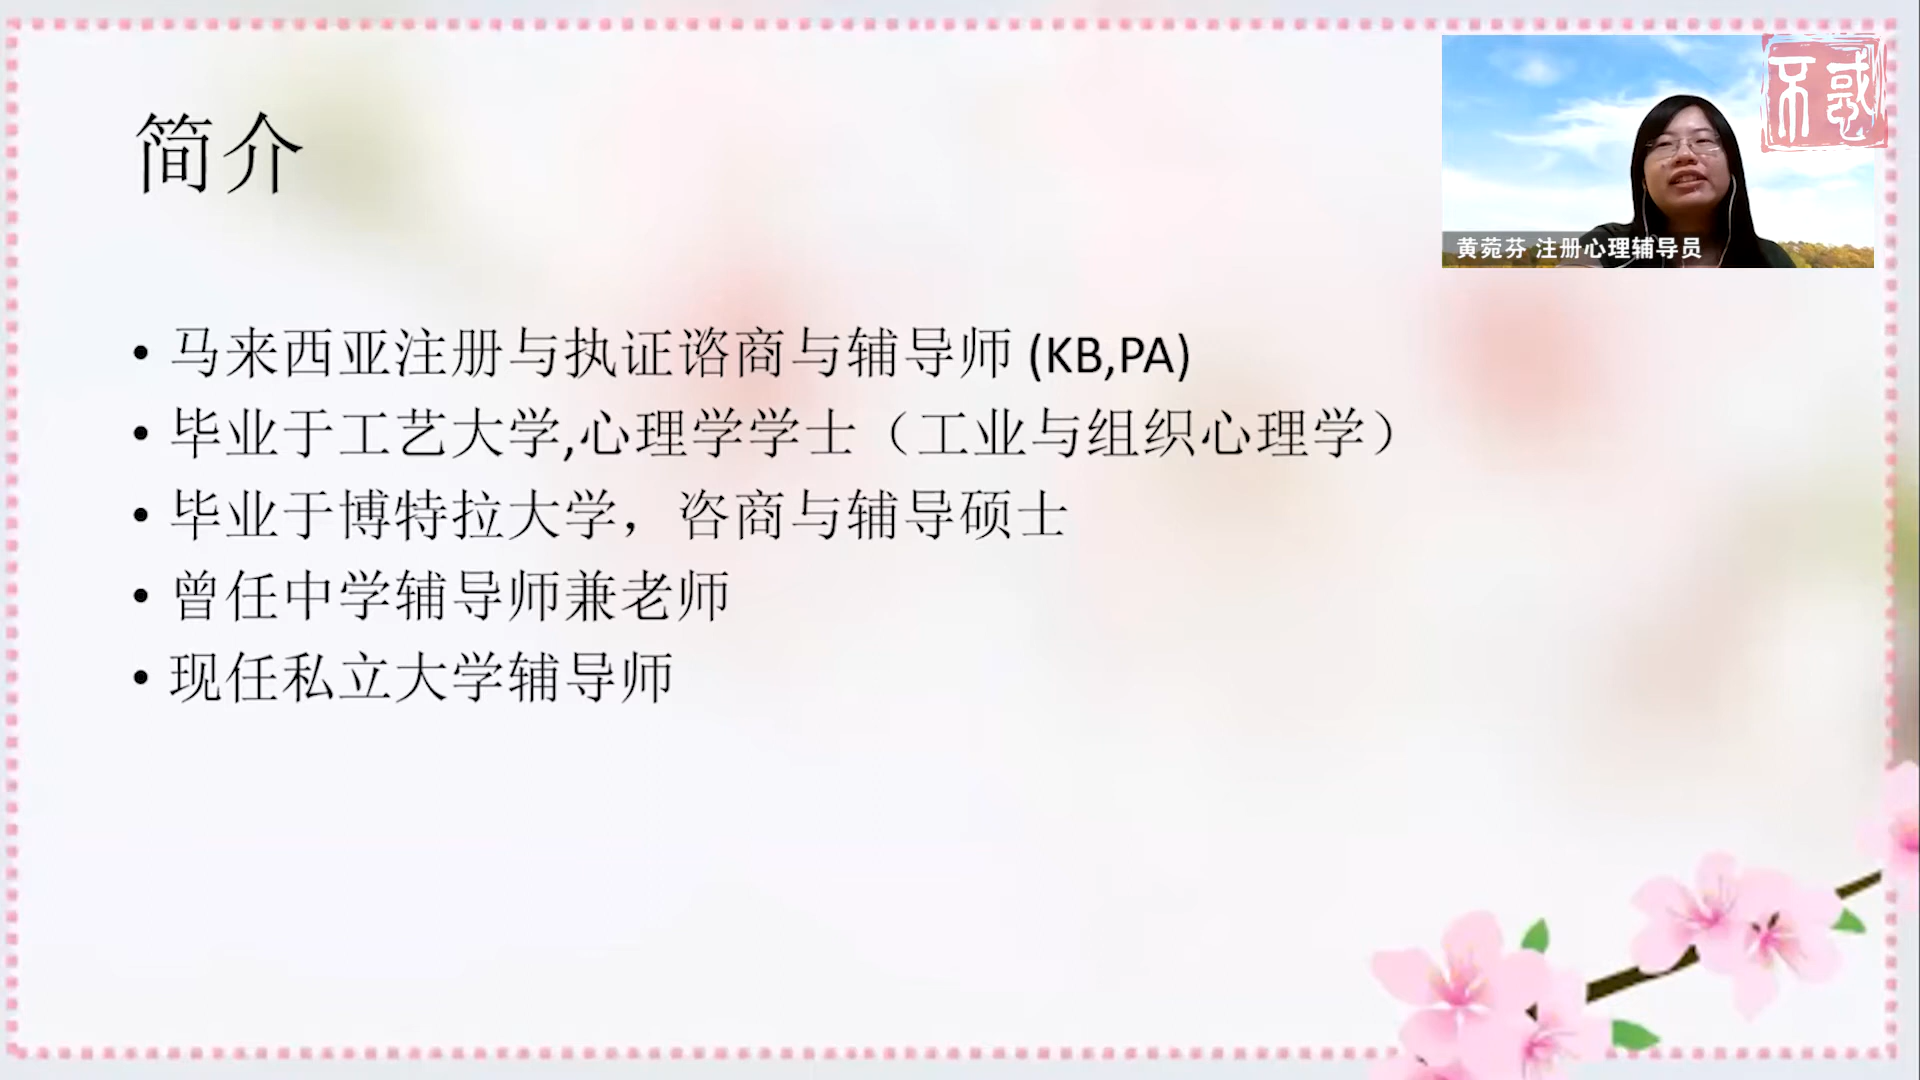 简介
不惑
黄菀芬 注册心理辅导员
• 马来西亚注册与执证谘商与辅导师 (KB,PA)
• 毕业于工艺大学,心理学学士（工业与组织心理学）
• 毕业于博特拉大学，咨商与辅导硕士
• 曾任中学辅导师兼老师
• 现任私立大学辅导师